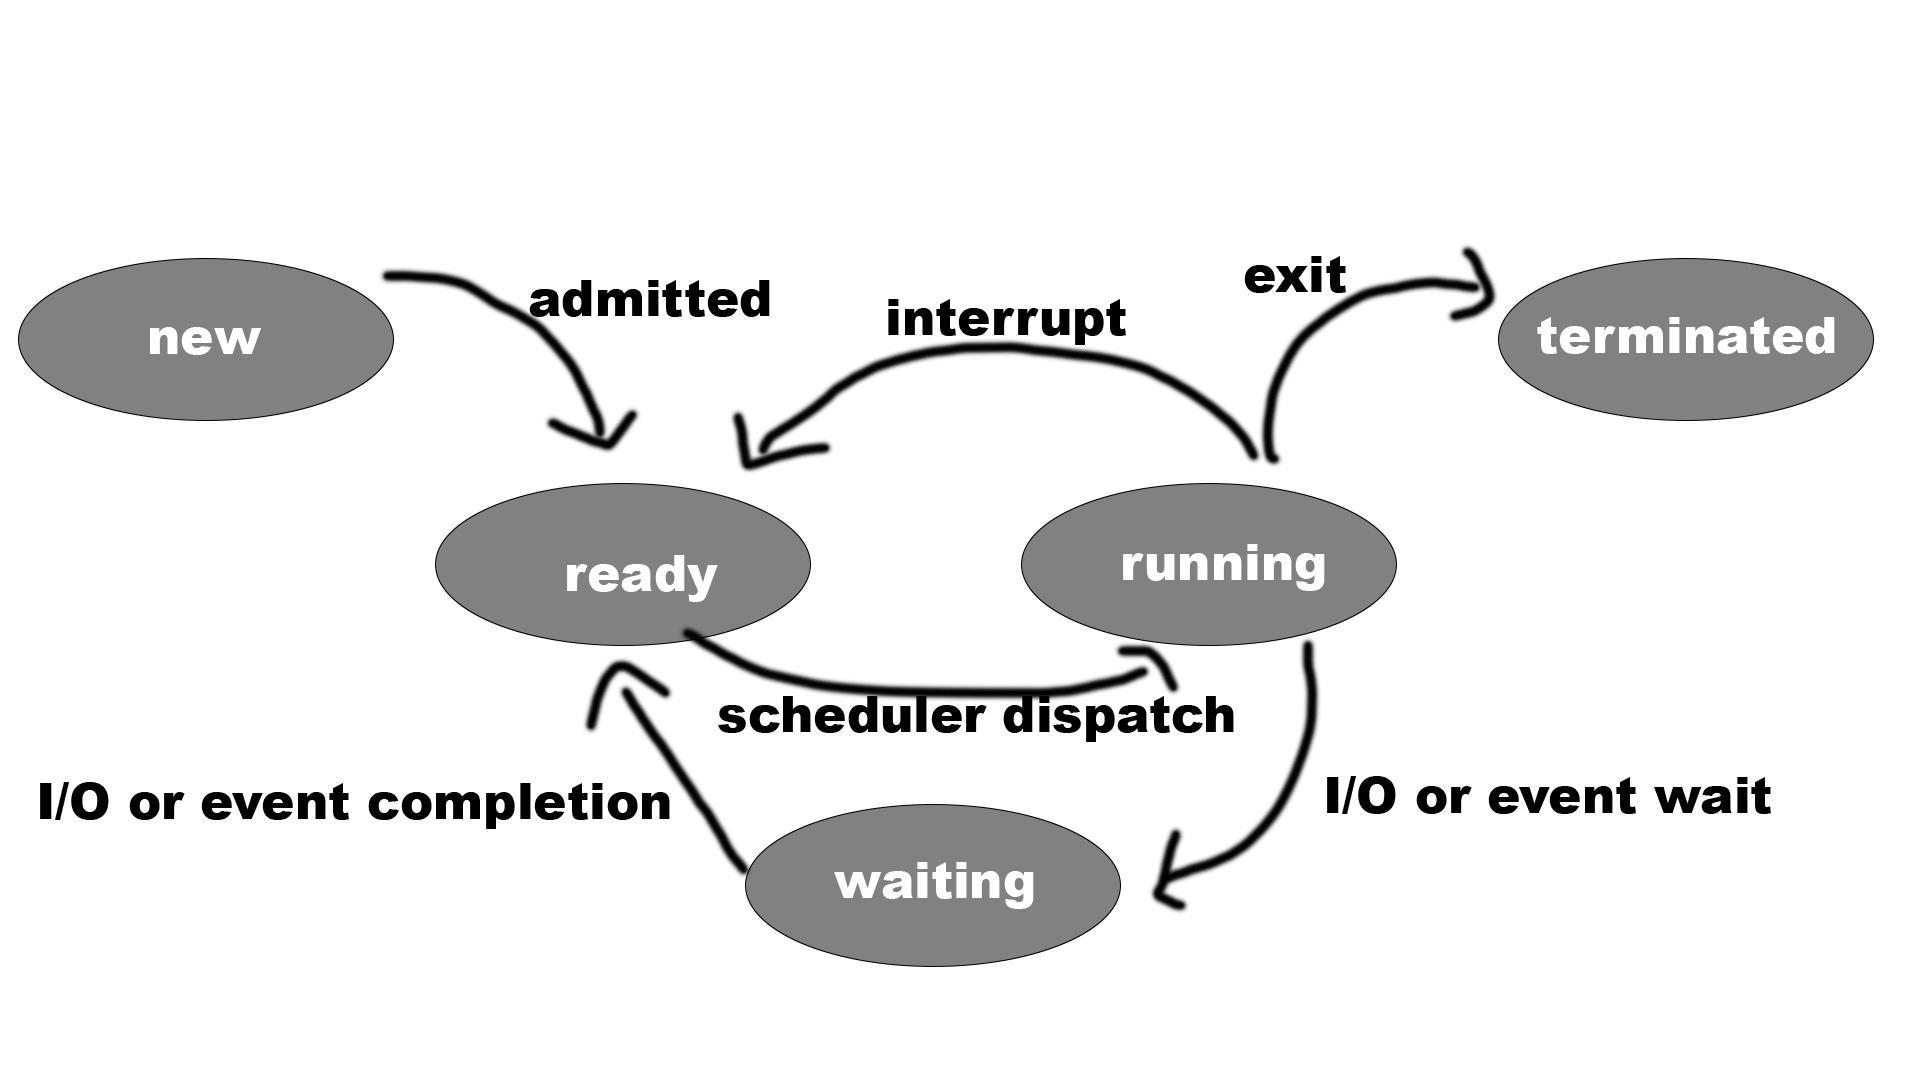 new
admitted
interrupt
exit
terminated
ready
running
scheduler dispatch
I/O or event completion
I/O or event wait
waiting